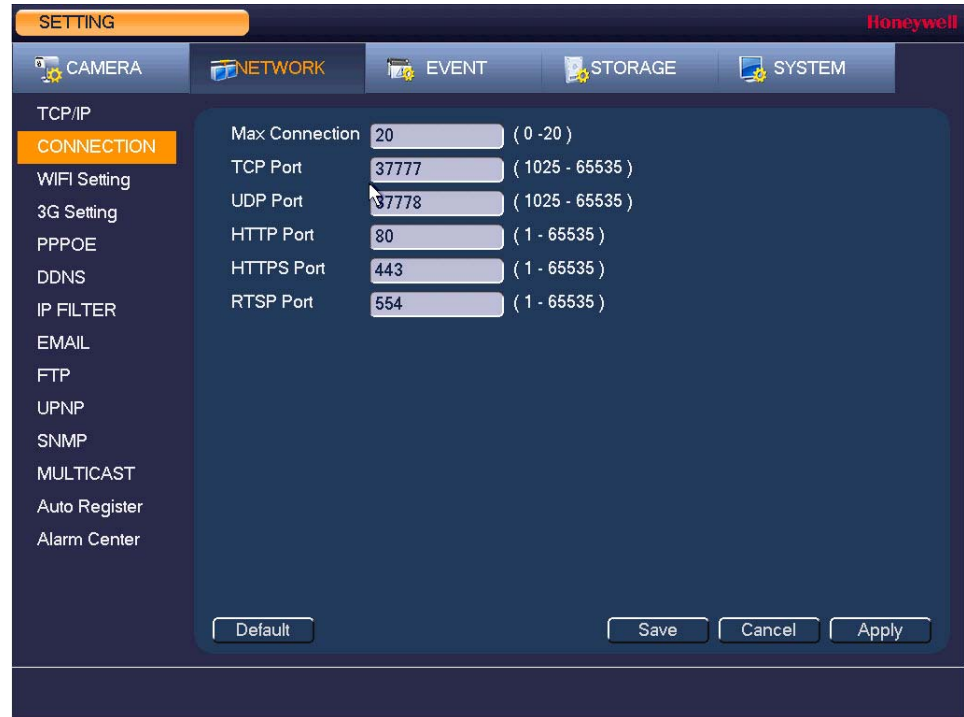 SETTING
Honeywell
CAMERA NETWORK EVENT STORAGE SYSTEM
TCP/IP
CONNECTION
WIFI Setting
3G Setting
PPPOE
DDNS
IP FILTER
EMAIL
FTP
UPNP
SNMP
MULTICAST
Auto Register
Alarm Center
Max Connection 20 ( 0 -20 )
TCP Port 37777 ( 1025 - 65535 )
UDP Port 37778 ( 1025 - 65535 )
HTTP Port 80 ( 1 - 65535 )
HTTPS Port 443 ( 1 - 65535 )
RTSP Port 554 ( 1 - 65535 )
Default Save Cancel Apply